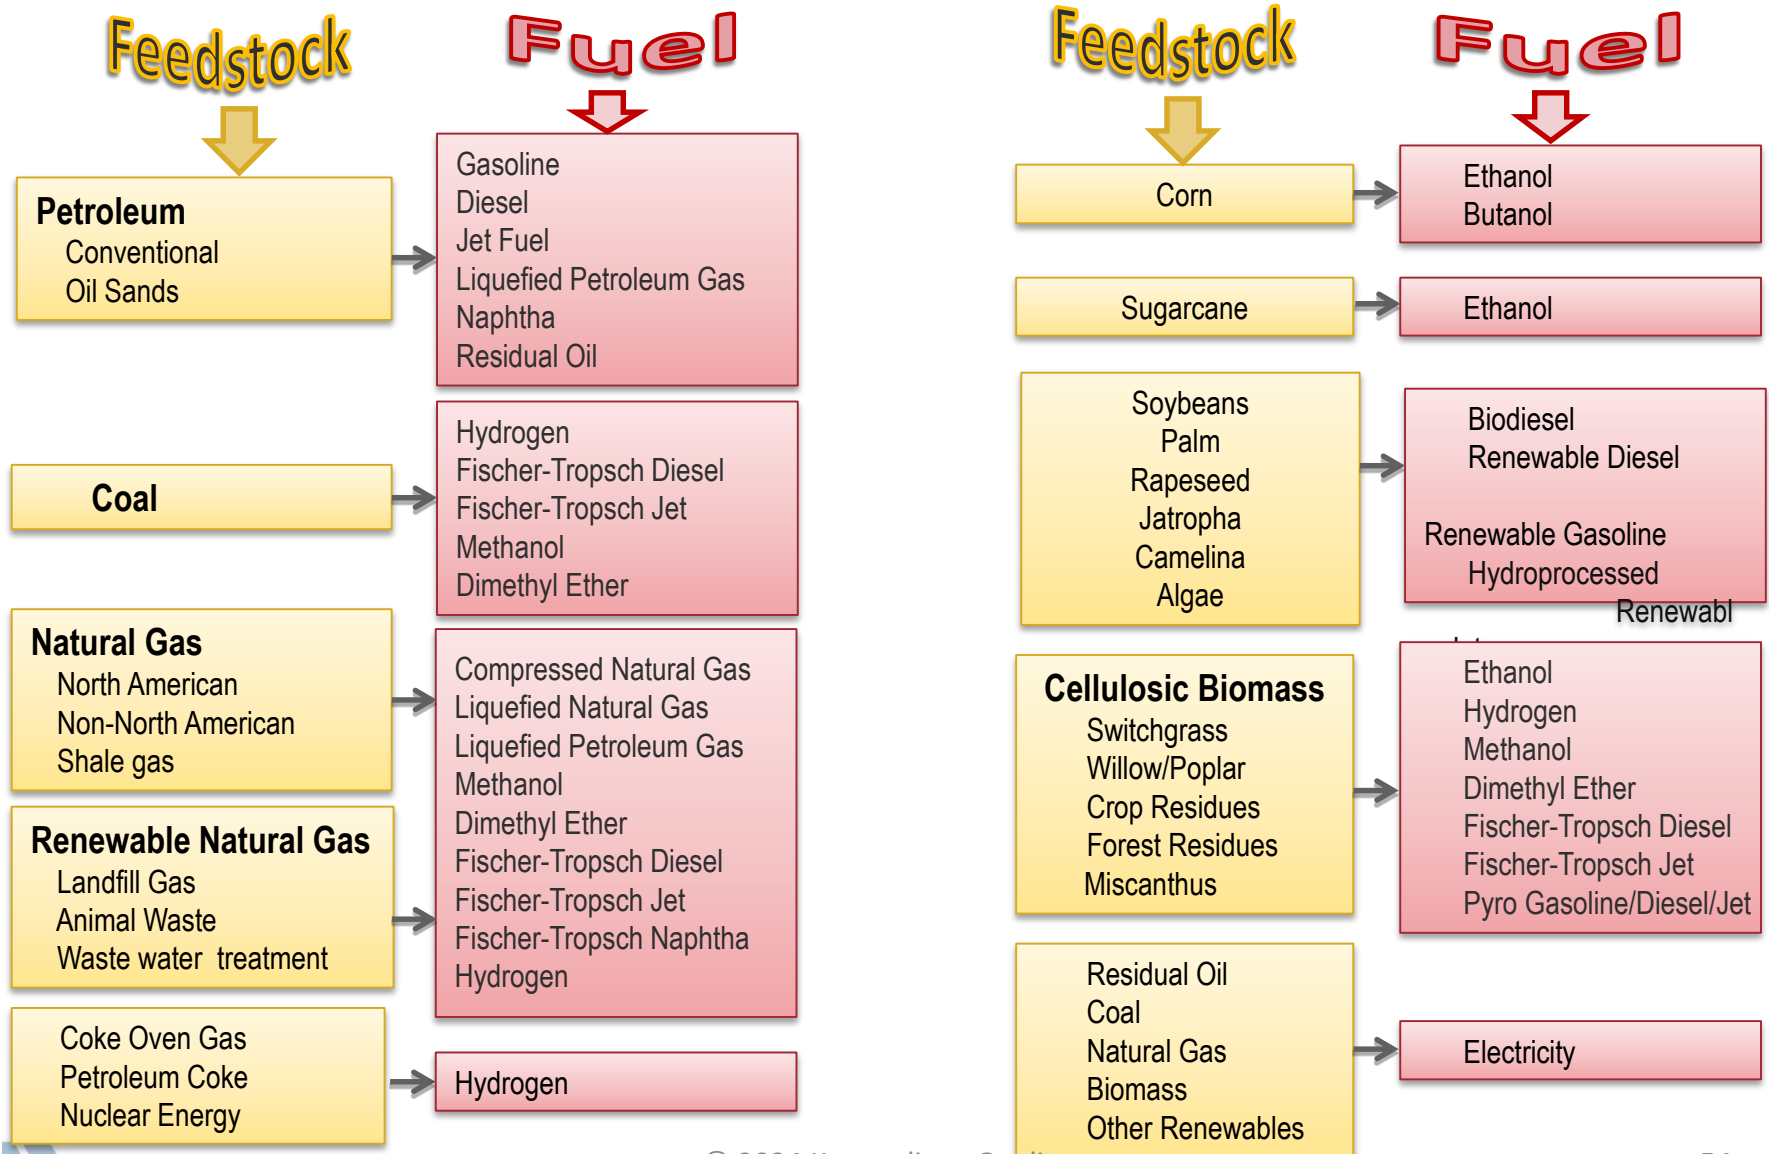 Feedstock
Fuel
Petroleum
Conventional
Oil Sands
Gasoline
Diesel
Jet Fuel
Liquefied Petroleum Gas
Naphtha
Residual Oil
Coal
Hydrogen
Fischer-Tropsch Diesel
Fischer-Tropsch Jet
Methanol
Dimethyl Ether
Natural Gas
North American
Non-North American
Shale gas
Renewable Natural Gas
Landfill Gas
Animal Waste
Waste water treatment
Compressed Natural Gas
Liquefied Natural Gas
Liquefied Petroleum Gas
Methanol
Dimethyl Ether
Fischer-Tropsch Diesel
Fischer-Tropsch Jet
Fischer-Tropsch Naphtha
Hydrogen
Coke Oven Gas
Petroleum Coke
Nuclear Energy
Hydrogen
Feedstock
Fuel
Corn
Ethanol
Butanol
Sugarcane
Ethanol
Soybeans
Palm
Rapeseed
Jatropha
Camelina
Algae
Biodiesel
Renewable Diesel
Renewable Gasoline
Hydroprocessed
Renewabl
Cellulosic Biomass
Switchgrass
Willow/Poplar
Crop Residues
Forest Residues
Miscanthus
Ethanol
Hydrogen
Methanol
Dimethyl Ether
Fischer-Tropsch Diesel
Fischer-Tropsch Jet
Pyro Gasoline/Diesel/Jet
Residual Oil
Coal
Natural Gas
Biomass
Other Renewables
Electricity